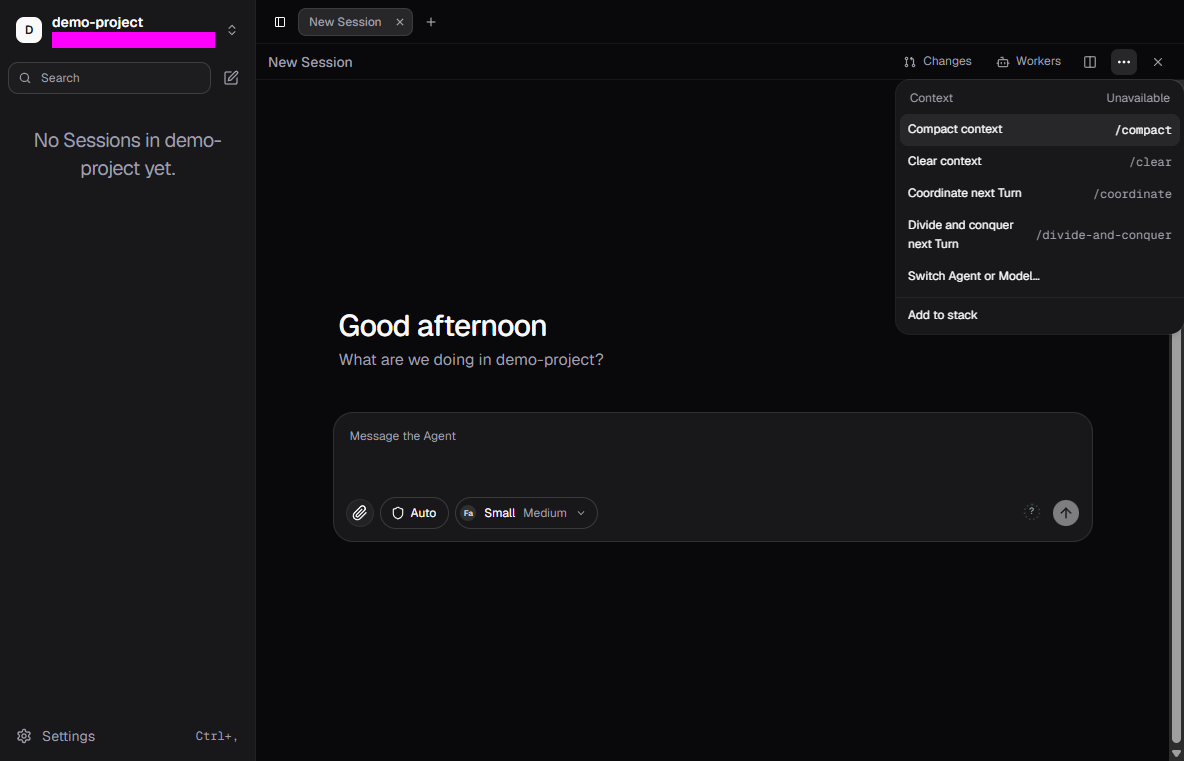 D
demo-project
Search
No Sessions in demo-
project yet.
Settings
Ctrl+,
New Session
New Session
Changes
Workers
Context
Unavailable
Compact context
/compact
Clear context
/clear
Coordinate next Turn
/coordinate
Divide and conquer
next Turn
/divide-and-conquer
Switch Agent or Model...
Add to stack
Good afternoon
What are we doing in demo-project?
Message the Agent
Auto
Fa
Small
Medium
?